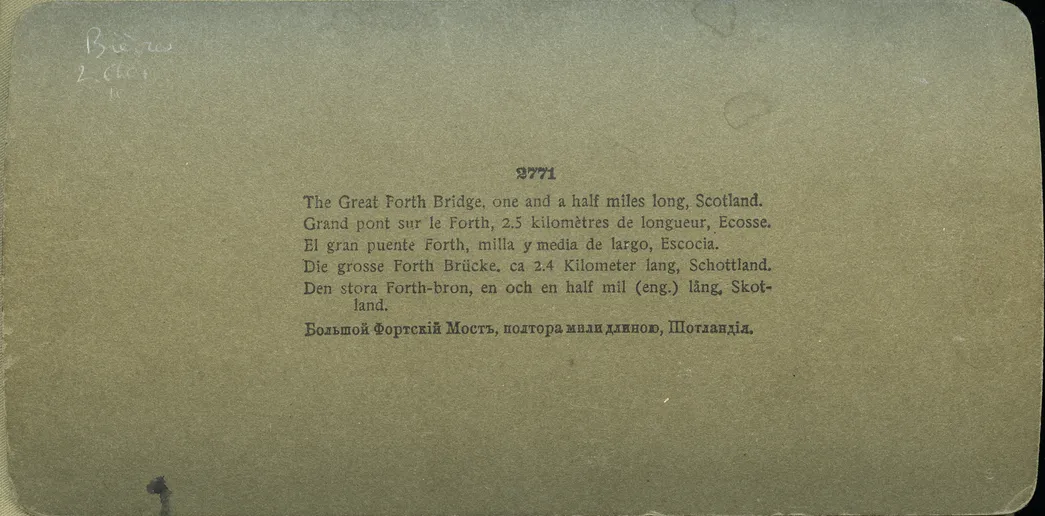 Bièvres
2771
The Great Forth Bridge, one and a half miles long, Scotland.
Grand pont sur le Forth, 2.5 kilomètres de longueur, Ecosse.
El gran puente Forth, milla y media de largo, Escocia.
Die grosse Forth Brücke, ca 2.4 Kilometer lang, Schottland.
Den stora Forth-bron, en och en half mil (eng.) lång, Skot-
land.
Большой Фортскій Мостъ, полтора мили длиною, Шотландія.